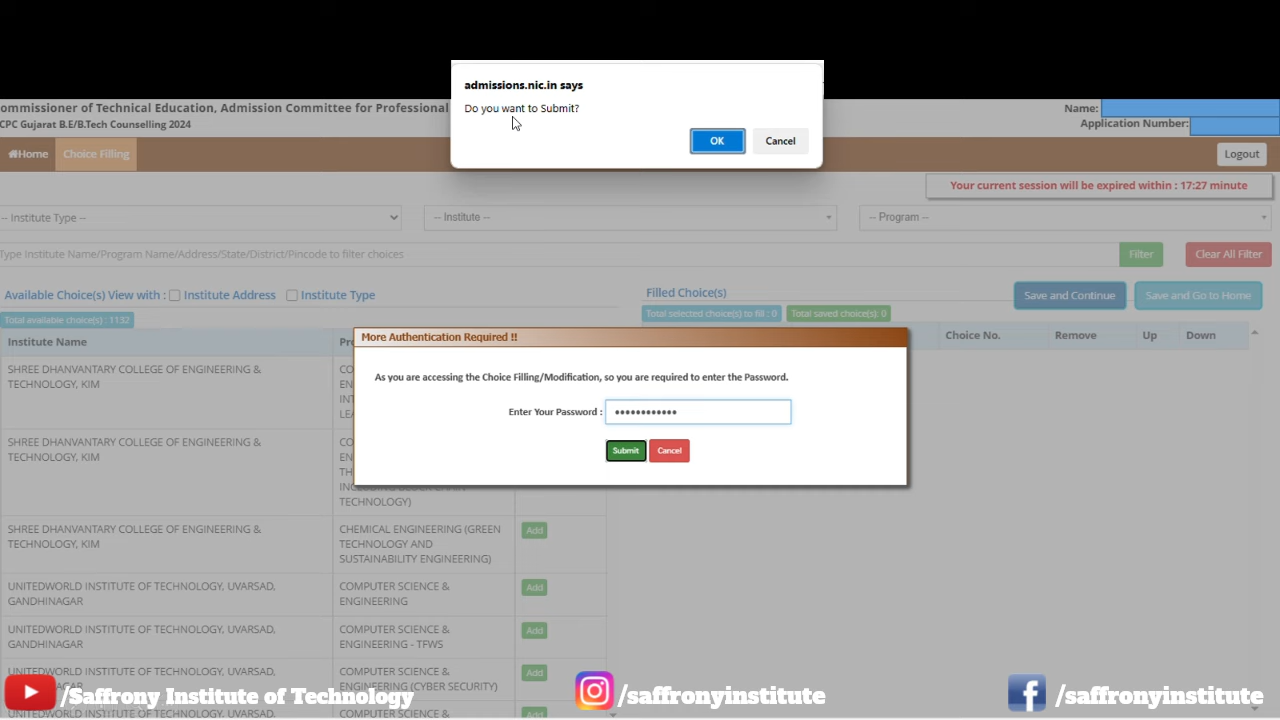 admissions.nic.in says
Do you want to Submit?
OK
Cancel
ommissioner of Technical Education, Admission Committee for Professional
CPC Gujarat B.E/B.Tech Counselling 2024
Name:
Application Number:
Home
Choice Filling
Logout
Your current session will be expired within : 17:27 minute
-- Institute Type --
-- Institute --
-- Program --
Type Institute Name/Program Name/Address/State/District/Pincode to filter choices
Filter
Clear All Filter
Available Choice(s) View with :
Institute Address
Institute Type
Filled Choice(s)
Save and Continue
Save and Go to Home
Total available choice(s) : 1132
Total selected choice(s) to fill : 0
Total saved choice(s): 0
Institute Name
Choice No.
Remove
Up
Down
More Authentication Required !!
As you are accessing the Choice Filling/Modification, so you are required to enter the Password.
Enter Your Password :
••••••••••••
Submit
Cancel
SHREE DHANVANTARY COLLEGE OF ENGINEERING &
TECHNOLOGY, KIM
SHREE DHANVANTARY COLLEGE OF ENGINEERING &
TECHNOLOGY, KIM
TECHNOLOGY)
SHREE DHANVANTARY COLLEGE OF ENGINEERING &
TECHNOLOGY, KIM
CHEMICAL ENGINEERING (GREEN
TECHNOLOGY AND
SUSTAINABILITY ENGINEERING)
Add
UNITEDWORLD INSTITUTE OF TECHNOLOGY, UVARSAD,
GANDHINAGAR
COMPUTER SCIENCE &
ENGINEERING
Add
UNITEDWORLD INSTITUTE OF TECHNOLOGY, UVARSAD,
GANDHINAGAR
COMPUTER SCIENCE &
ENGINEERING - TFWS
Add
UNITEDWORLD INSTITUTE OF TECHNOLOGY, UVARSAD,
COMPUTER SCIENCE &
ENGINEERING (CYBER SECURITY)
Add
/Saffrony Institute of Technology
/saffronyinstitute
/saffronyinstitute